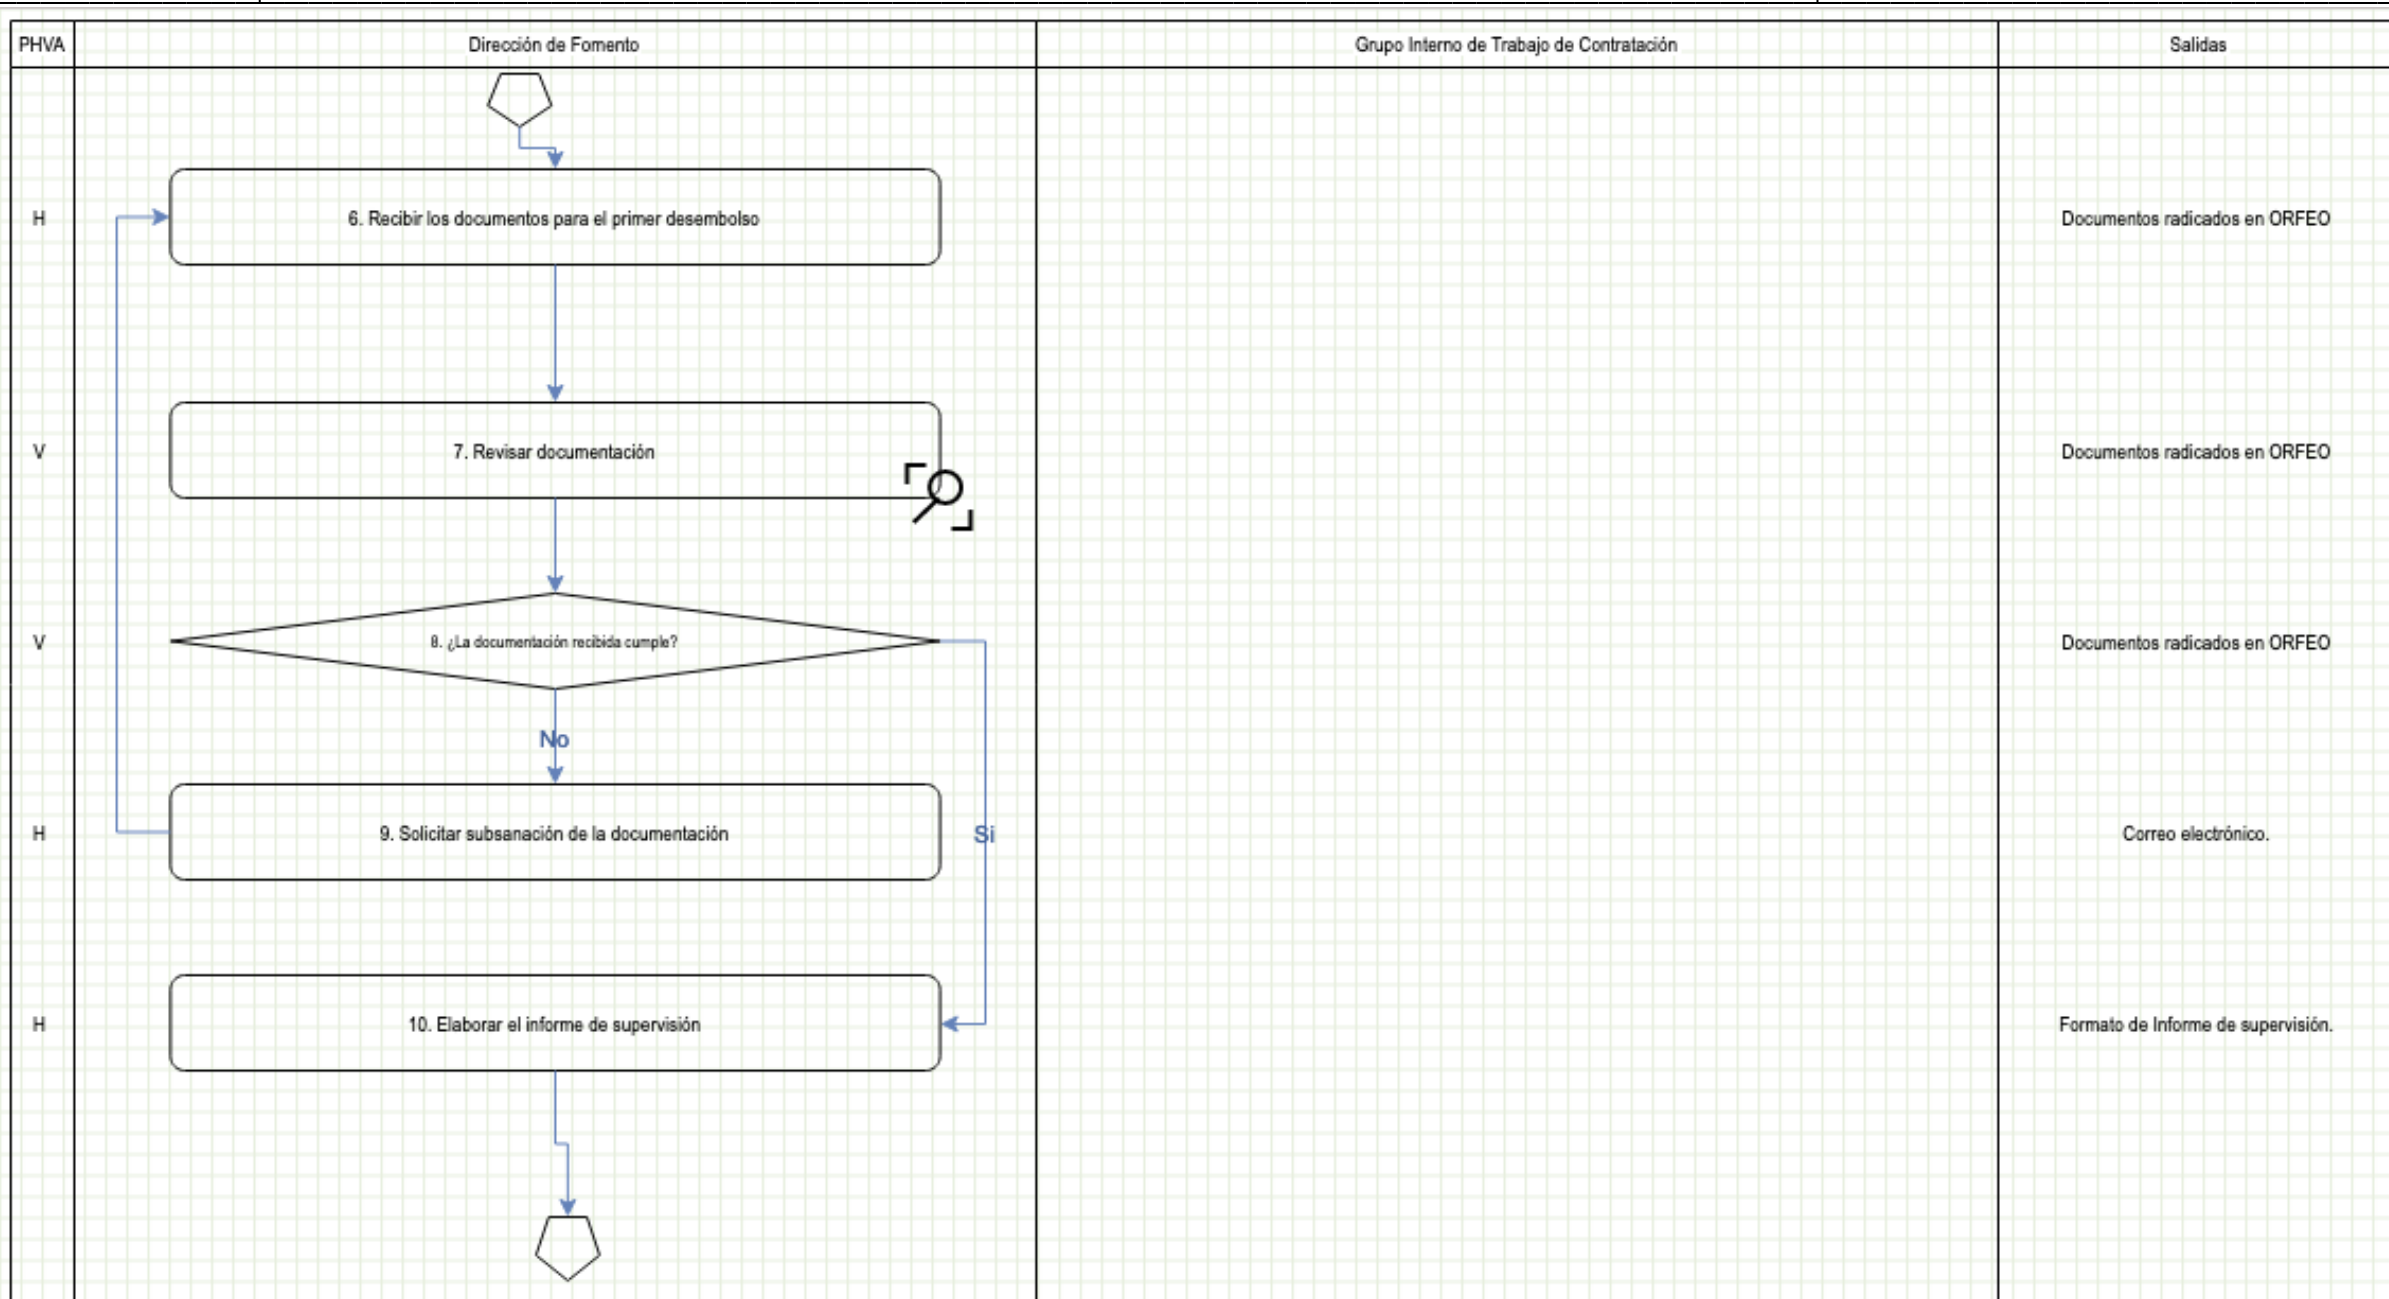 PHVA
Dirección de Fomento
Grupo Interno de Trabajo de Contratación
Salidas
H
6. Recibir los documentos para el primer desembolso
Documentos radicados en ORFEO
V
7. Revisar documentación
Documentos radicados en ORFEO
V
8. ¿La documentación recibida cumple?
Documentos radicados en ORFEO
No
H
9. Solicitar subsanación de la documentación
Si
Correo electrónico.
H
10. Elaborar el informe de supervisión
Formato de Informe de supervisión.